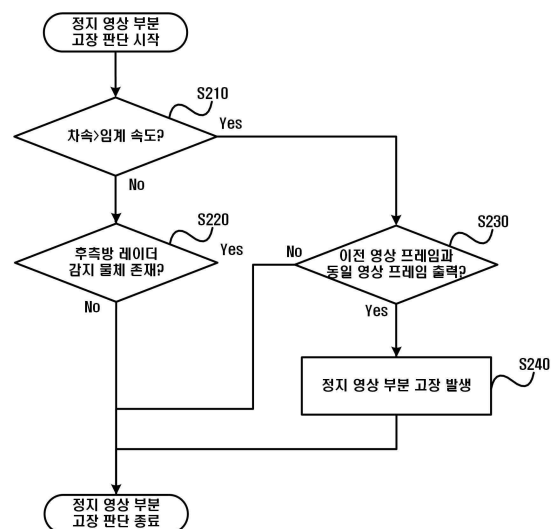 정지 영상 부분
고장 판단 시작
S210
차속>임계 속도?
Yes
No
S220
후측방 레이더
감지 물체 존재?
Yes
No
S230
이전 영상 프레임과
동일 영상 프레임 출력?
No
Yes
S240
정지 영상 부분 고장 발생
정지 영상 부분
고장 판단 종료